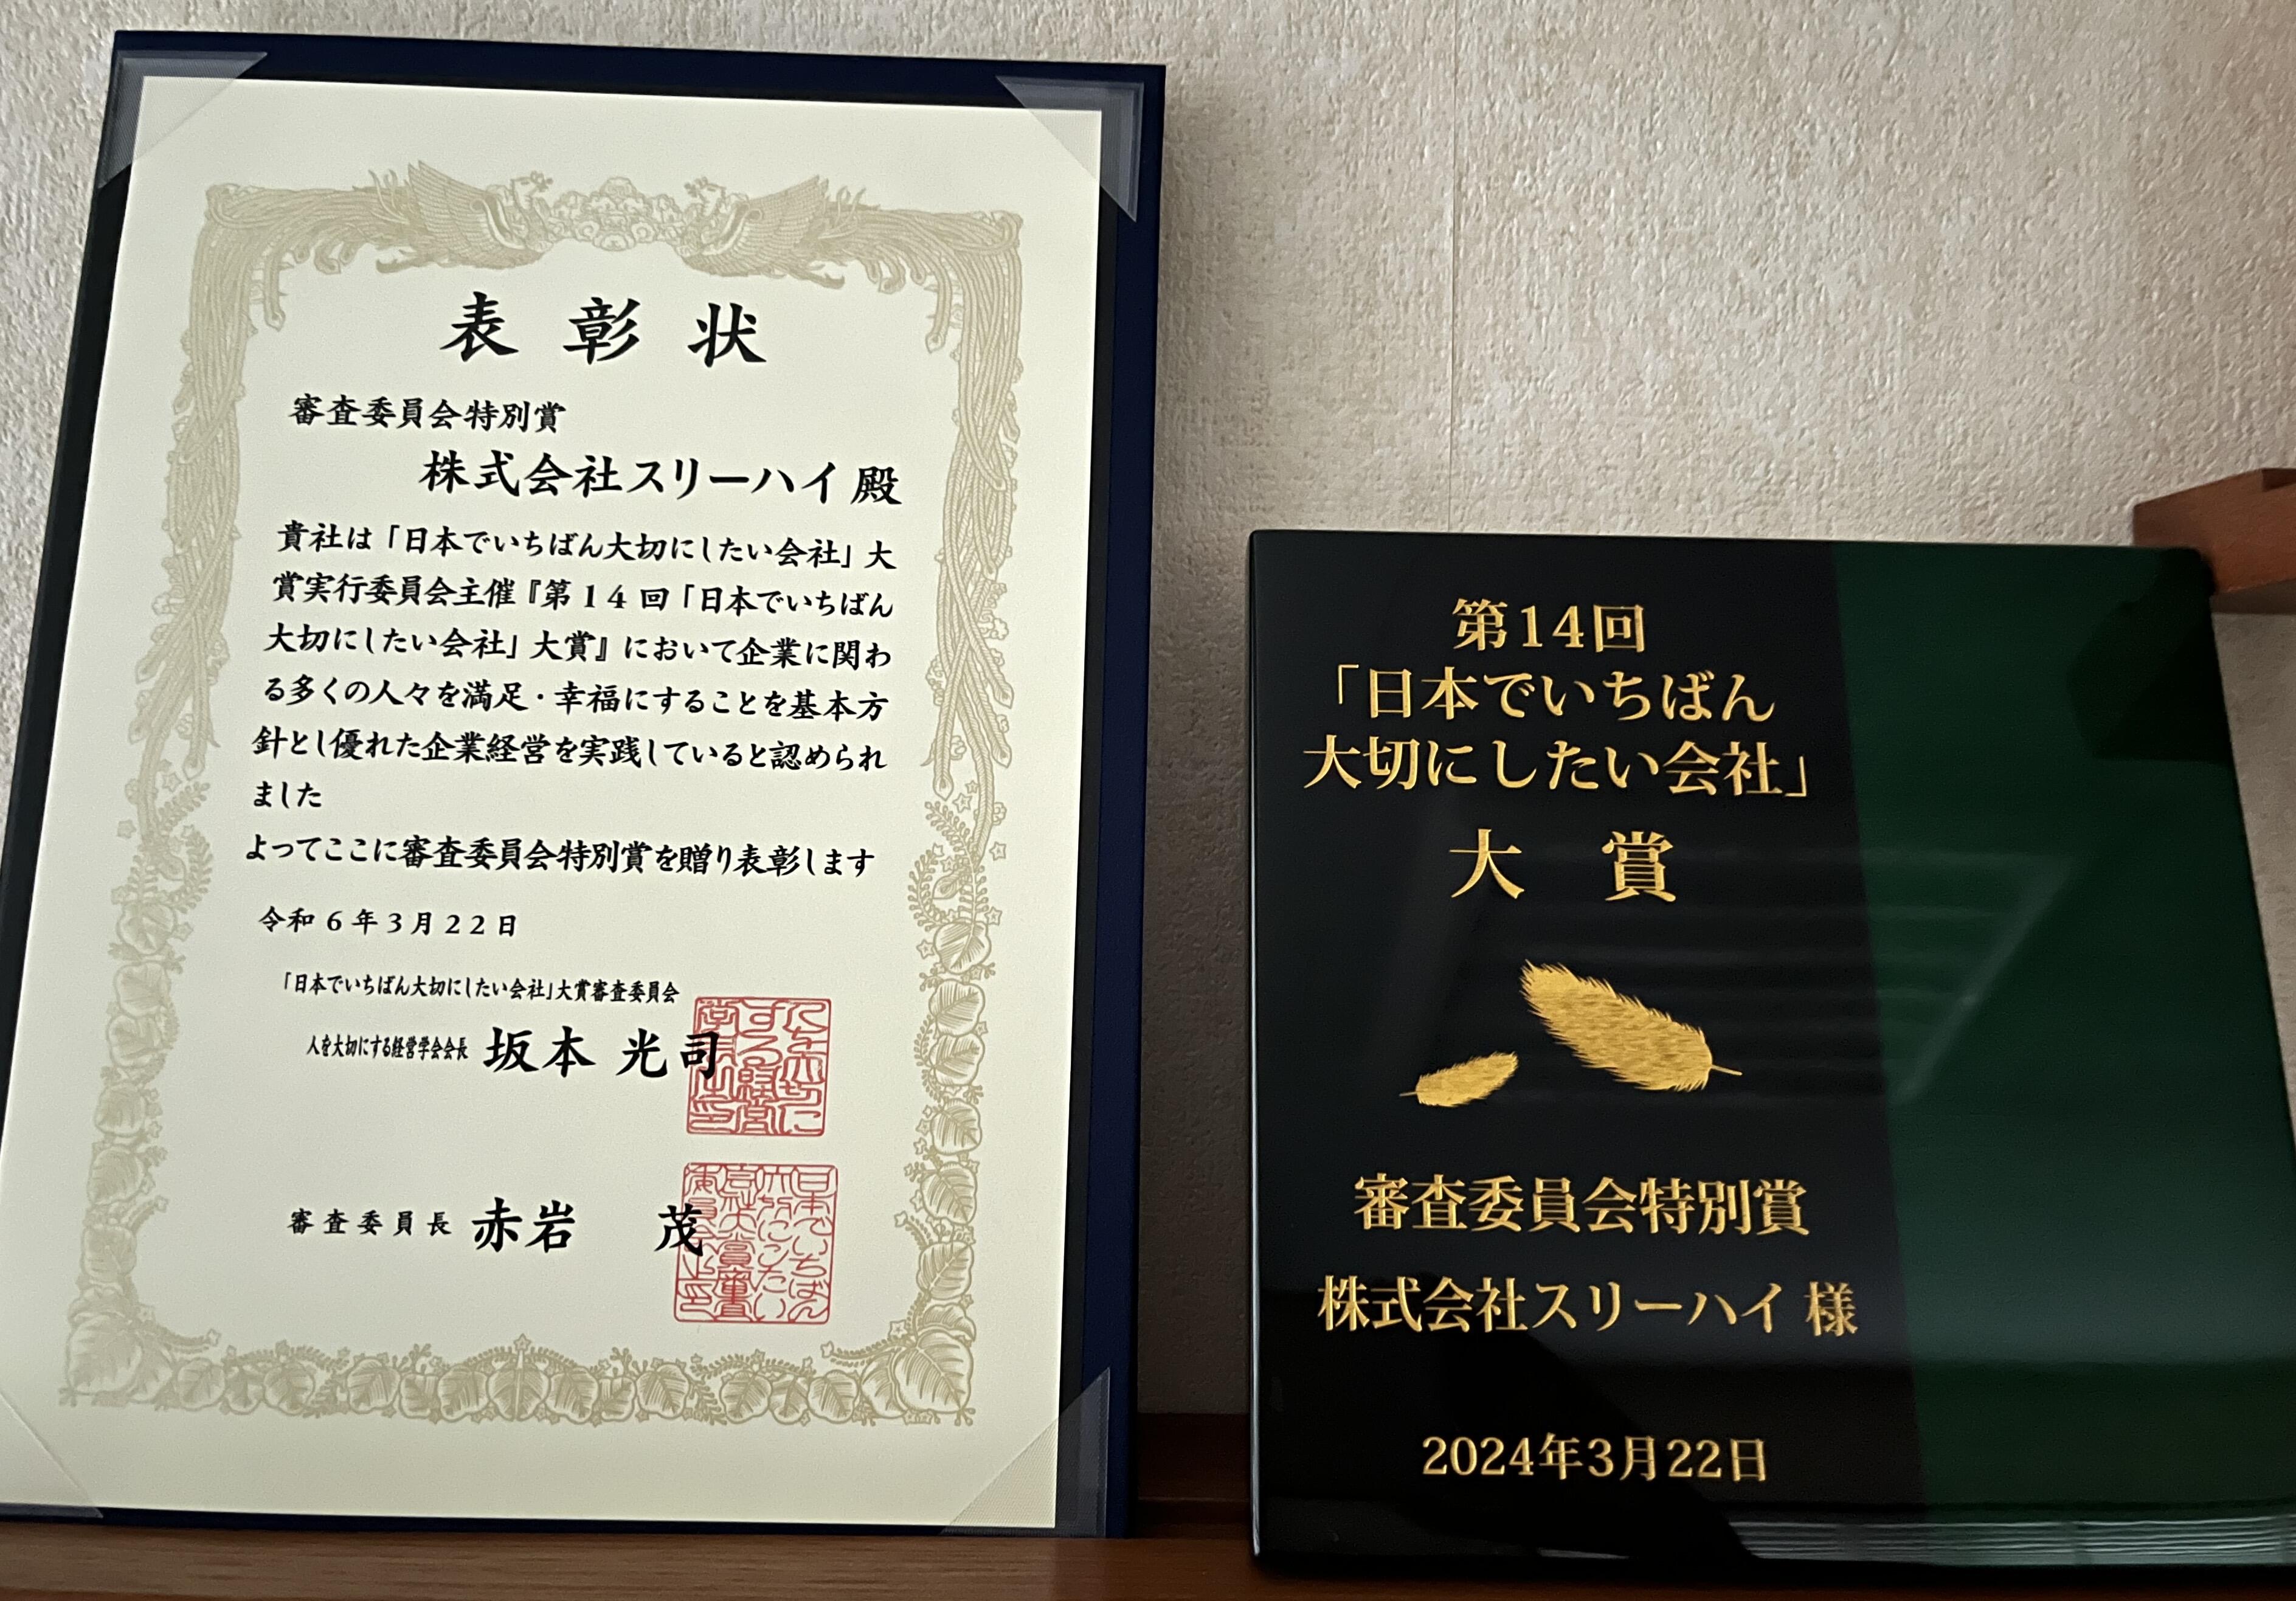 表彰状
審査委員会特別賞
株式会社スリーハイ 殿
貴社は「日本でいちばん大切にしたい会社」大
賞実行委員会主催『第14回「日本でいちばん
大切にしたい会社」大賞』において企業に関わ
る多くの人々を満足・幸福にすることを基本方
針とし優れた企業経営を実践していると認められ
ました
よってここに審査委員会特別賞を贈り表彰します
令和6年3月22日
「日本でいちばん大切にしたい会社」大賞審査委員会
人を大切にする経営学会会長 坂本 光司
審査委員長 赤岩 茂
第14回
「日本でいちばん
大切にしたい会社」
大 賞
審査委員会特別賞
株式会社スリーハイ 様
2024年3月22日